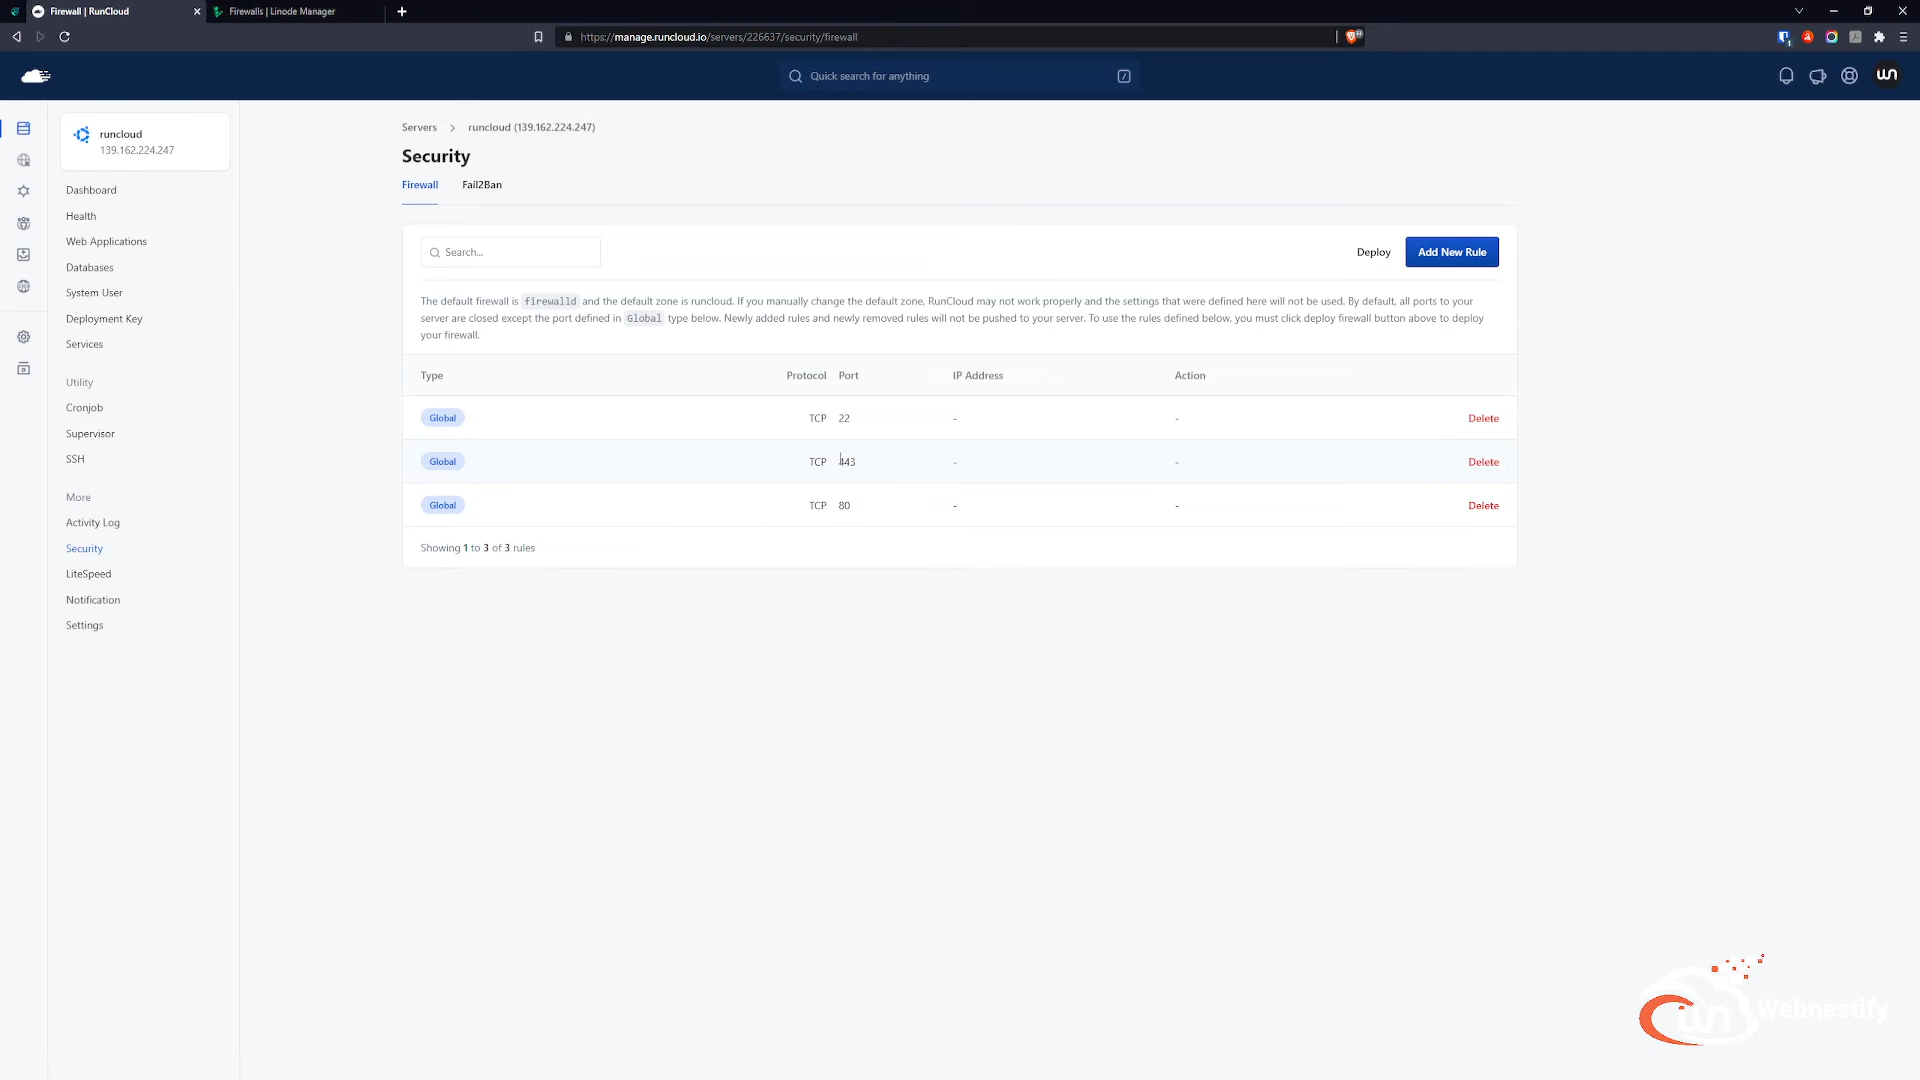 Firewall | RunCloud
Firewalls | Linode Manager
https://manage.runcloud.io/servers/226637/security/firewall
Quick search for anything
wn
runcloud
139.162.224.247
Dashboard
Health
Web Applications
Databases
System User
Deployment Key
Services
Utility
Cronjob
Supervisor
SSH
More
Activity Log
Security
LiteSpeed
Notification
Settings
Servers > runcloud (139.162.224.247)
Security
Firewall Fail2Ban
Search... Deploy Add New Rule
The default firewall is firewalld and the default zone is runcloud. If you manually change the default zone, RunCloud may not work properly and the settings that were defined here will not be used. By default, all ports to your
server are closed except the port defined in Global type below. Newly added rules and newly removed rules will not be pushed to your server. To use the rules defined below, you must click deploy firewall button above to deploy
your firewall.
Type Protocol Port IP Address Action
Global TCP 22 - - Delete
Global TCP 443 - - Delete
Global TCP 80 - - Delete
Showing 1 to 3 of 3 rules
wn Webnestify